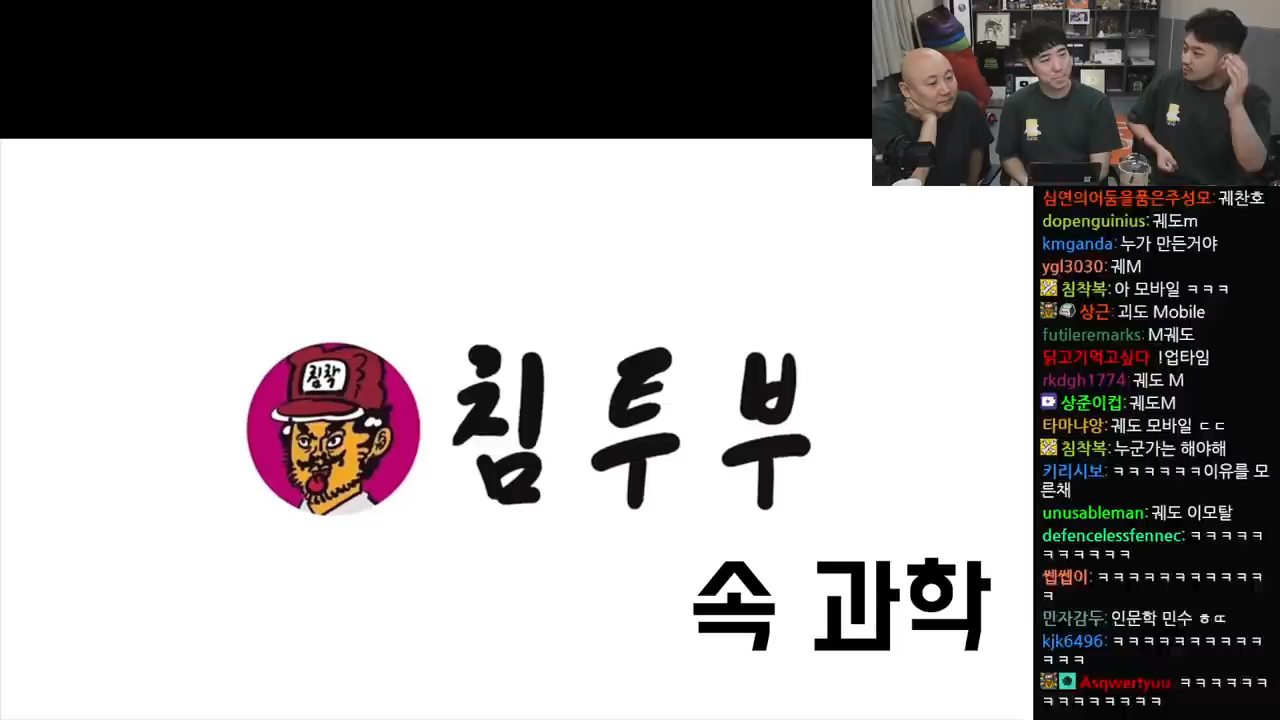 침착
침투부
속 과학
심연의어둠을품은주성모: 궤찬호
dopenguinius: 궤도m
kmganda: 누가 만든거야
ygl3030: 궤M
침착복: 아 모바일 ㅋㅋㅋ
상근: 괴도 Mobile
futileremarks: M궤도
닭고기먹고싶다 !업타임
rkdgh1774: 궤도 M
상준이컵: 궤도M
타마냐앙: 궤도 모바일 ㄷㄷ
침착복: 누군가는 해야해
키리시보: ㅋㅋㅋㅋㅋㅋ이유를 모
른채
unusableman: 궤도 이모탈
defencelessfennec: ㅋㅋㅋㅋㅋ
ㅋㅋㅋㅋㅋㅋ
쎕쎕이: ㅋㅋㅋㅋㅋㅋㅋㅋㅋㅋㅋ
ㅋ
민자감두: 인문학 민수 ㅎㄸ
kjk6496: ㅋㅋㅋㅋㅋㅋㅋㅋㅋㅋ
ㅋㅋㅋ
Asqwartyuu ㅋㅋㅋㅋㅋㅋ
ㅋㅋㅋㅋㅋㅋㅋㅋ